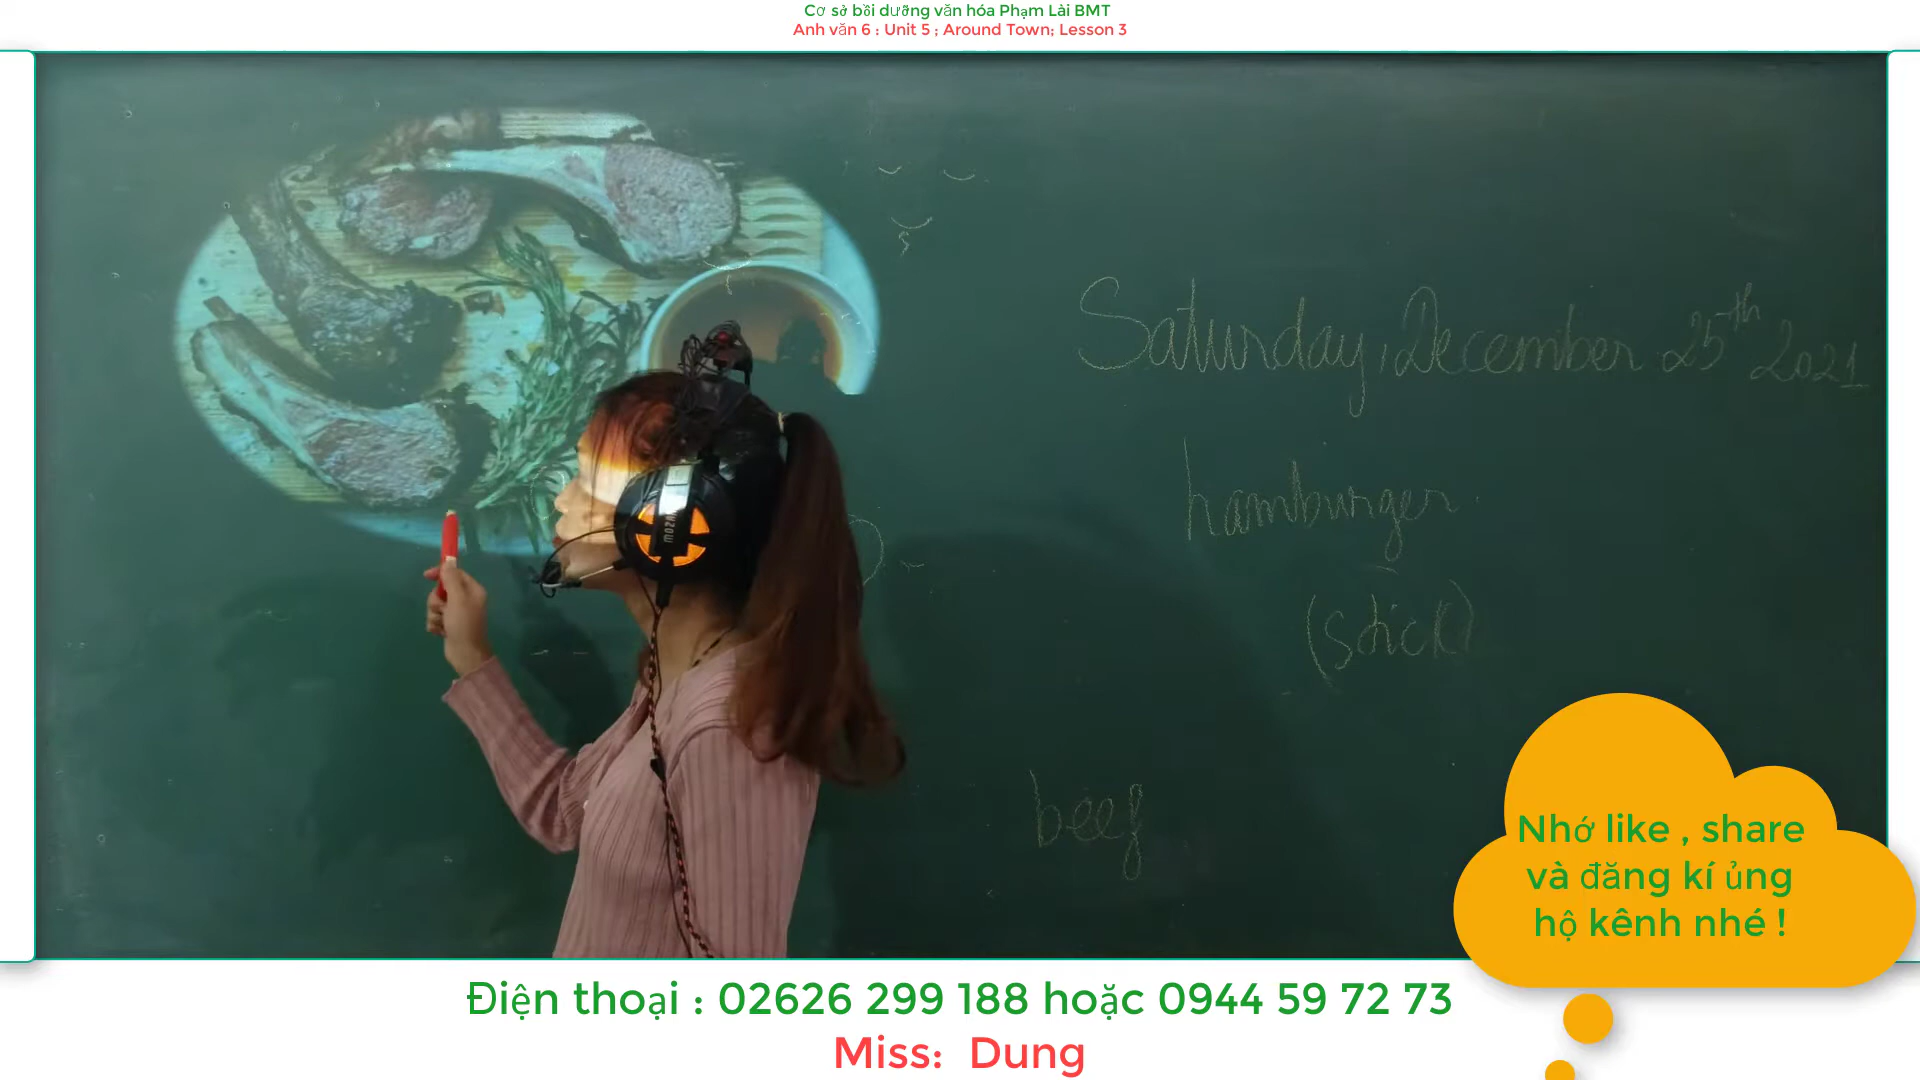 Cơ sở bồi dưỡng văn hóa Phạm Lài BMT
Anh văn 6 : Unit 5 ; Around Town; Lesson 3
Saturday, December 25th 2021
hamburger
(stick)
beef
Nhớ like , share
và đăng kí ủng
hộ kênh nhé !
Điện thoại : 02626 299 188 hoặc 0944 59 72 73
Miss: Dung